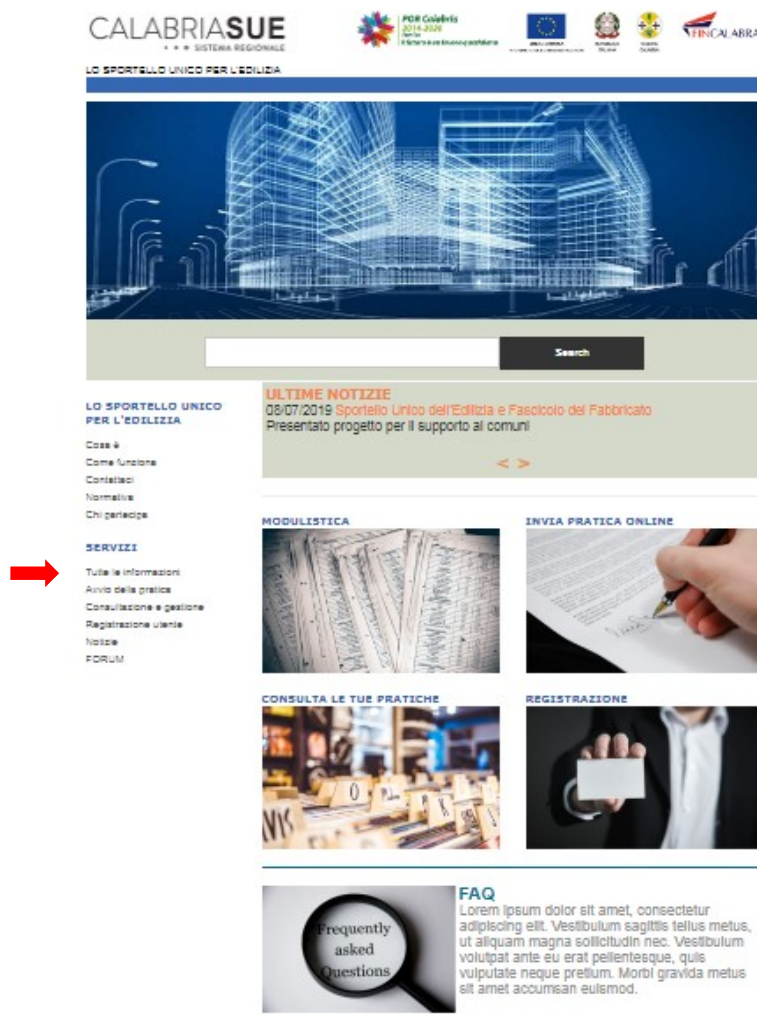 CALABRIASUE
SISTEMA REGIONALE
LO SPORTELLO UNICO PER L'EDILIZIA
POR Calabria
2014-2020
FINCALABRA
Search
LO SPORTELLO UNICO
PER L'EDILIZIA
Cosa è
Come funziona
Contattaci
Normativa
Chi partecipa
SERVIZI
Tutte le informazioni
Avvio della pratica
Consultazione e gestione
Registrazione utente
Notizie
FORUM
ULTIME NOTIZIE
08/07/2019 Sportello Unico dell'Edilizia e Fascicolo del Fabbricato
Presentato progetto per il supporto ai comuni
< >
MODULISTICA
INVIA PRATICA ONLINE
CONSULTA LE TUE PRATICHE
REGISTRAZIONE
Frequently
asked
Questions
FAQ
Lorem ipsum dolor sit amet, consectetur
adipiscing elit. Vestibulum sagittis tellus metus,
ut aliquam magna sollicitudin nec. Vestibulum
volutpat ante eu erat pellentesque, quis
vulputate neque pretium. Morbi gravida metus
sit amet accumsan euismod.